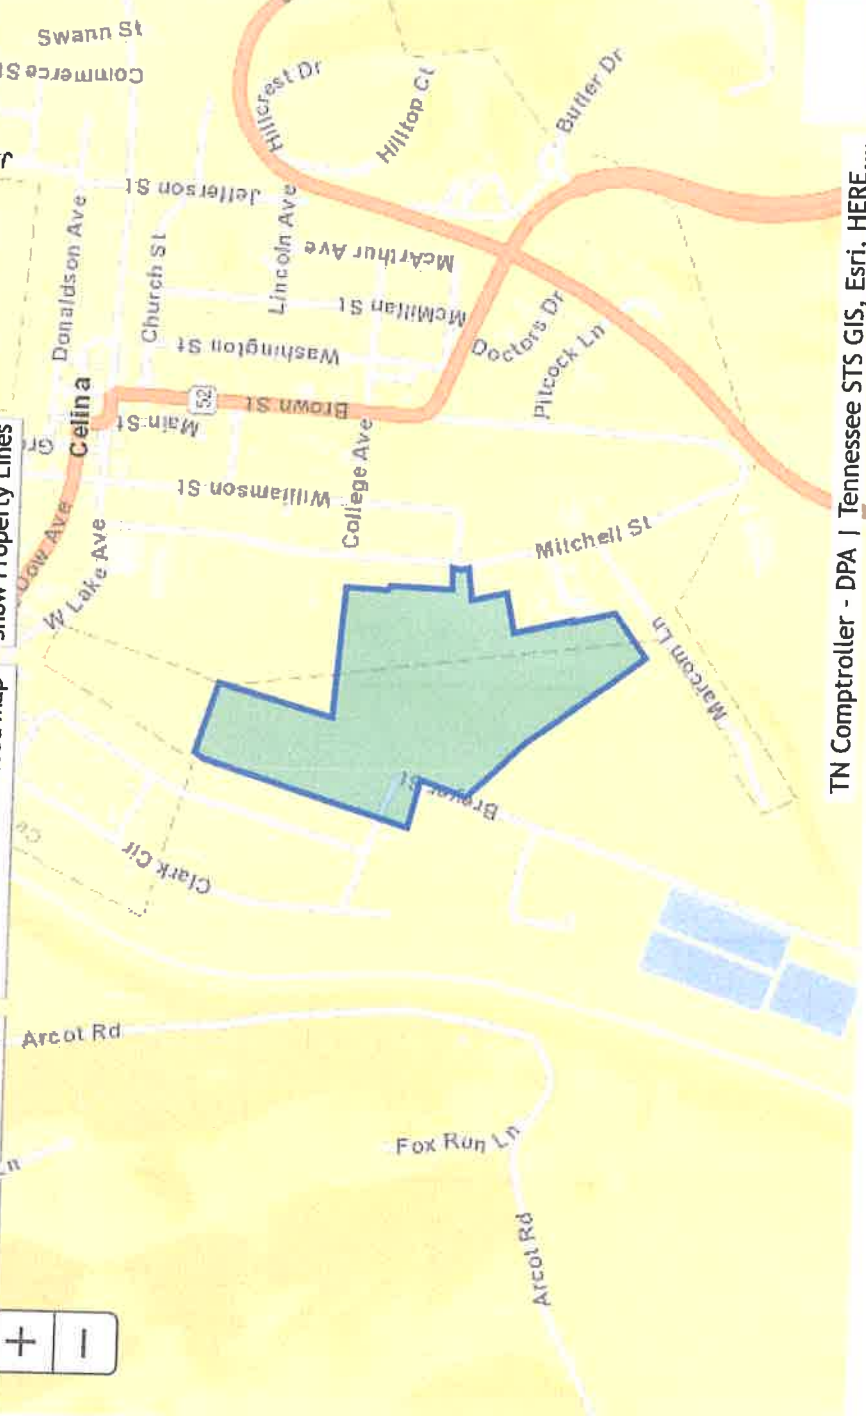 Show Property Lines
Swann St
Commerce St
Hillcrest Dr
Hilltop Ct
Butler Dr
Jefferson St
Donaldson Ave
Church St
Lincoln Ave
McArthur Ave
McMillan St
Washington St
Doctors Dr
Pitcock Ln
Celina
Main St
52
Brown St
Gr
Williamson St
College Ave
Dow Ave
W Lake Ave
Mitchell St
Marcom Ln
Brewer St
Clark Cir
Arcot Rd
Fox Run Ln
Arcot Rd
Ln
+
−
TN Comptroller - DPA | Tennessee STS GIS, Esri, HERE,